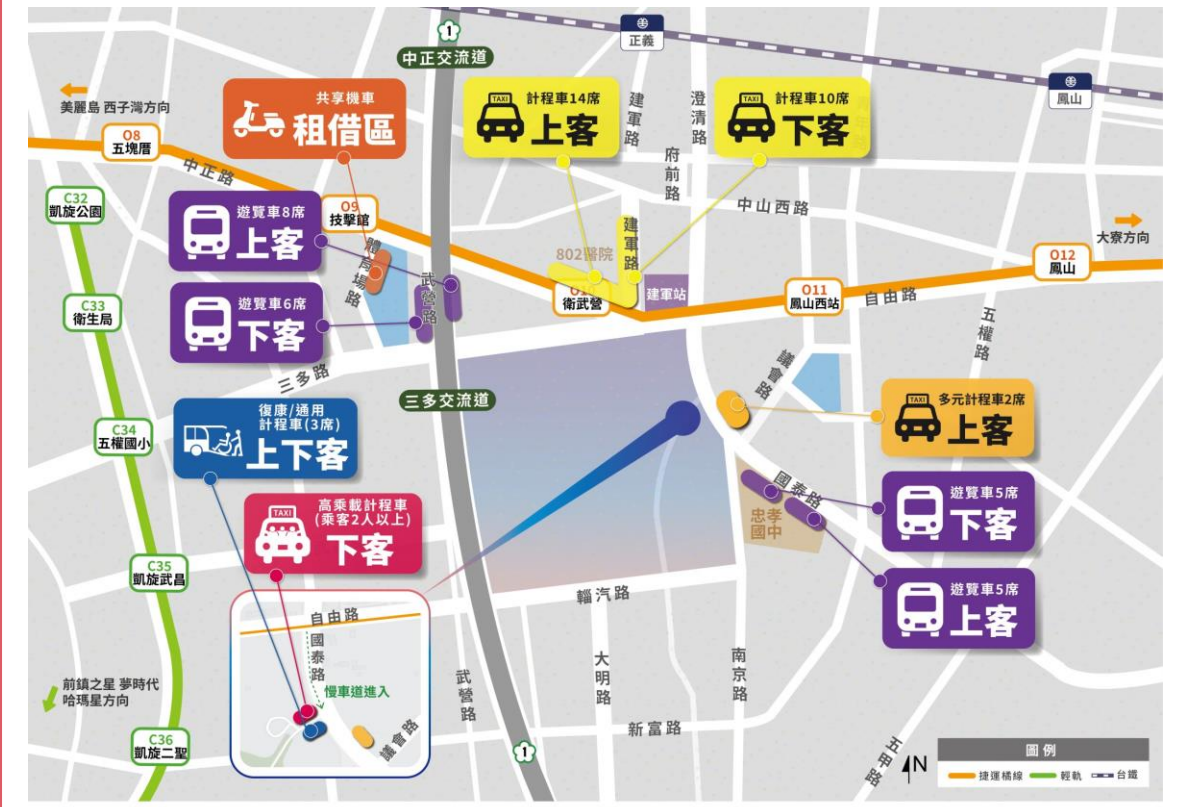 1
中正交流道
正義
鳳山
美麗島 西子灣方向
O8
五塊厝
中正路
共享機車
租借區
計程車14席
上客
建軍路
澄清路
計程車10席
下客
府前路
中山西路
C32
凱旋公園
遊覽車8席
上客
O9
技擊舘
體育場路
802醫院
建軍路
大寮方向
O12
鳳山
C33
衛生局
遊覽車6席
下客
武營路
衛武營
建軍站
O11
鳳山西站
自由路
五權路
三多路
三多交流道
議會路
C34
五權國小
復康/通用
計程車(3席)
上下客
多元計程車2席
上客
高乘載計程車
(乘客2人以上)
下客
國泰路
忠孝
國中
遊覽車5席
下客
C35
凱旋武昌
輜汽路
遊覽車5席
上客
自由路
國泰路
慢車道進入
議會路
前鎮之星 夢時代
哈瑪星方向
武營路
大明路
南京路
新富路
五甲路
C36
凱旋二聖
1
N
圖例
捷運橘線
輕軌
台鐵
TAXI
TAXI
TAXI
TAXI